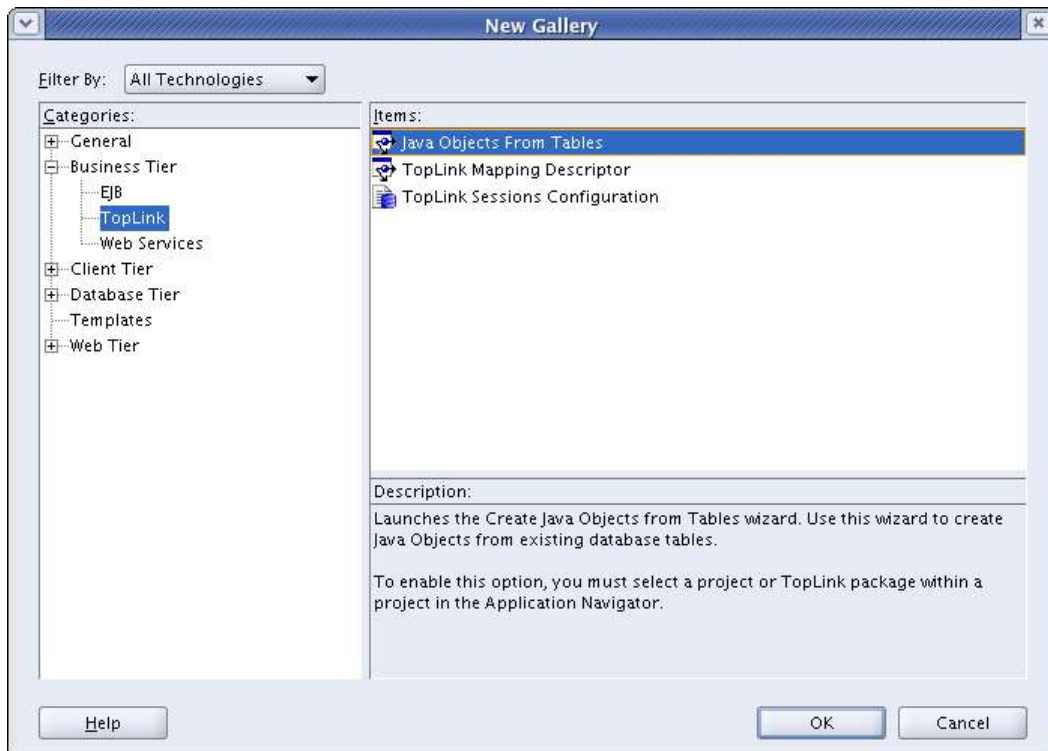 New Gallery
Filter By: All Technologies
Categories:
General
Business Tier
EJB
TopLink
Web Services
Client Tier
Database Tier
Templates
Web Tier
Items:
Java Objects From Tables
TopLink Mapping Descriptor
TopLink Sessions Configuration
Description:
Launches the Create Java Objects from Tables wizard. Use this wizard to create
Java Objects from existing database tables.
To enable this option, you must select a project or TopLink package within a
project in the Application Navigator.
Help
OK
Cancel